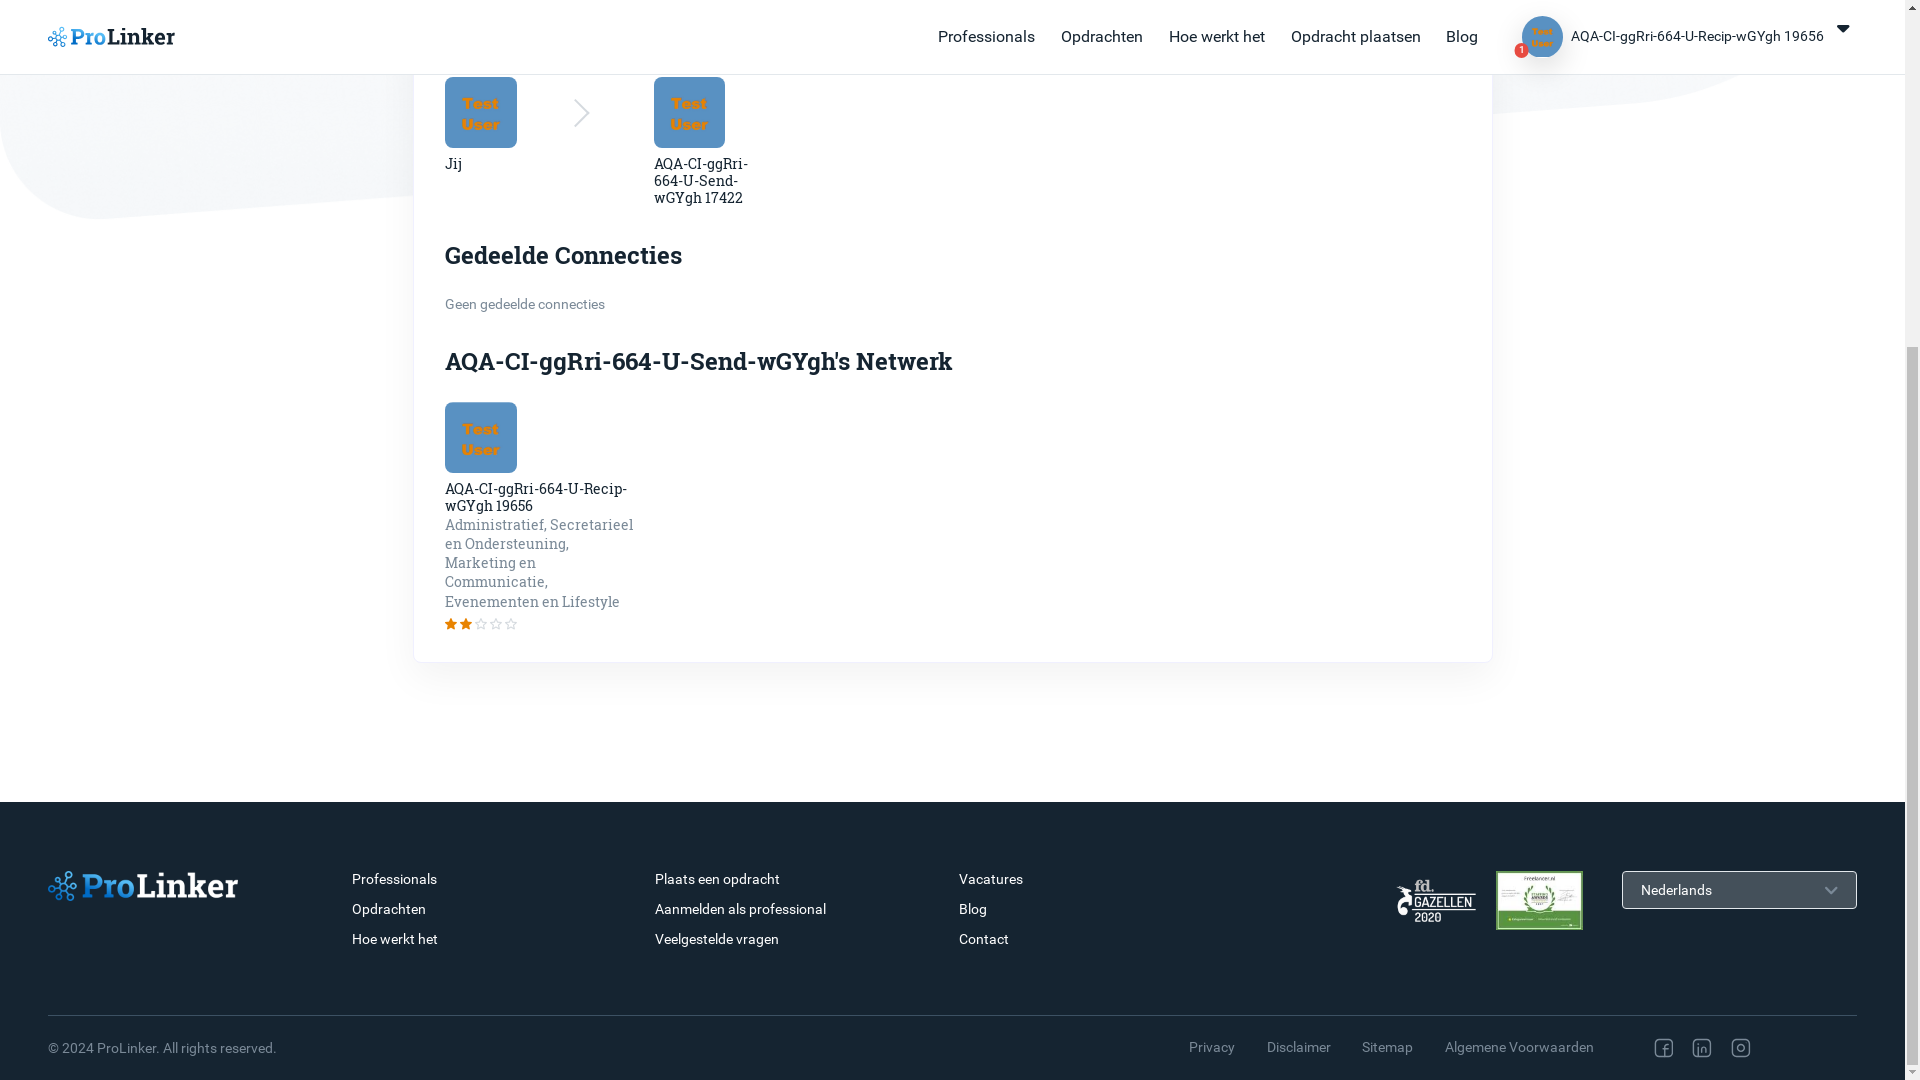 ProLinker
Professionals
Opdrachten
Hoe werkt het
Opdracht plaatsen
Blog
Test
User
1
AQA-CI-ggRri-664-U-Recip-wGYgh 19656
Test
User
Test
User
Jij
AQA-CI-ggRri-
664-U-Send-
wGYgh 17422
Gedeelde Connecties
Geen gedeelde connecties
AQA-CI-ggRri-664-U-Send-wGYgh's Netwerk
Test
User
AQA-CI-ggRri-664-U-Recip-
wGYgh 19656
Administratief, Secretarieel
en Ondersteuning,
Marketing en
Communicatie,
Evenementen en Lifestyle
ProLinker
Professionals
Opdrachten
Hoe werkt het
Plaats een opdracht
Aanmelden als professional
Veelgestelde vragen
Vacatures
Blog
Contact
fd.
GAZELLEN
2020
Freelancer.nl
Nederlands
© 2024 ProLinker. All rights reserved.
Privacy
Disclaimer
Sitemap
Algemene Voorwaarden